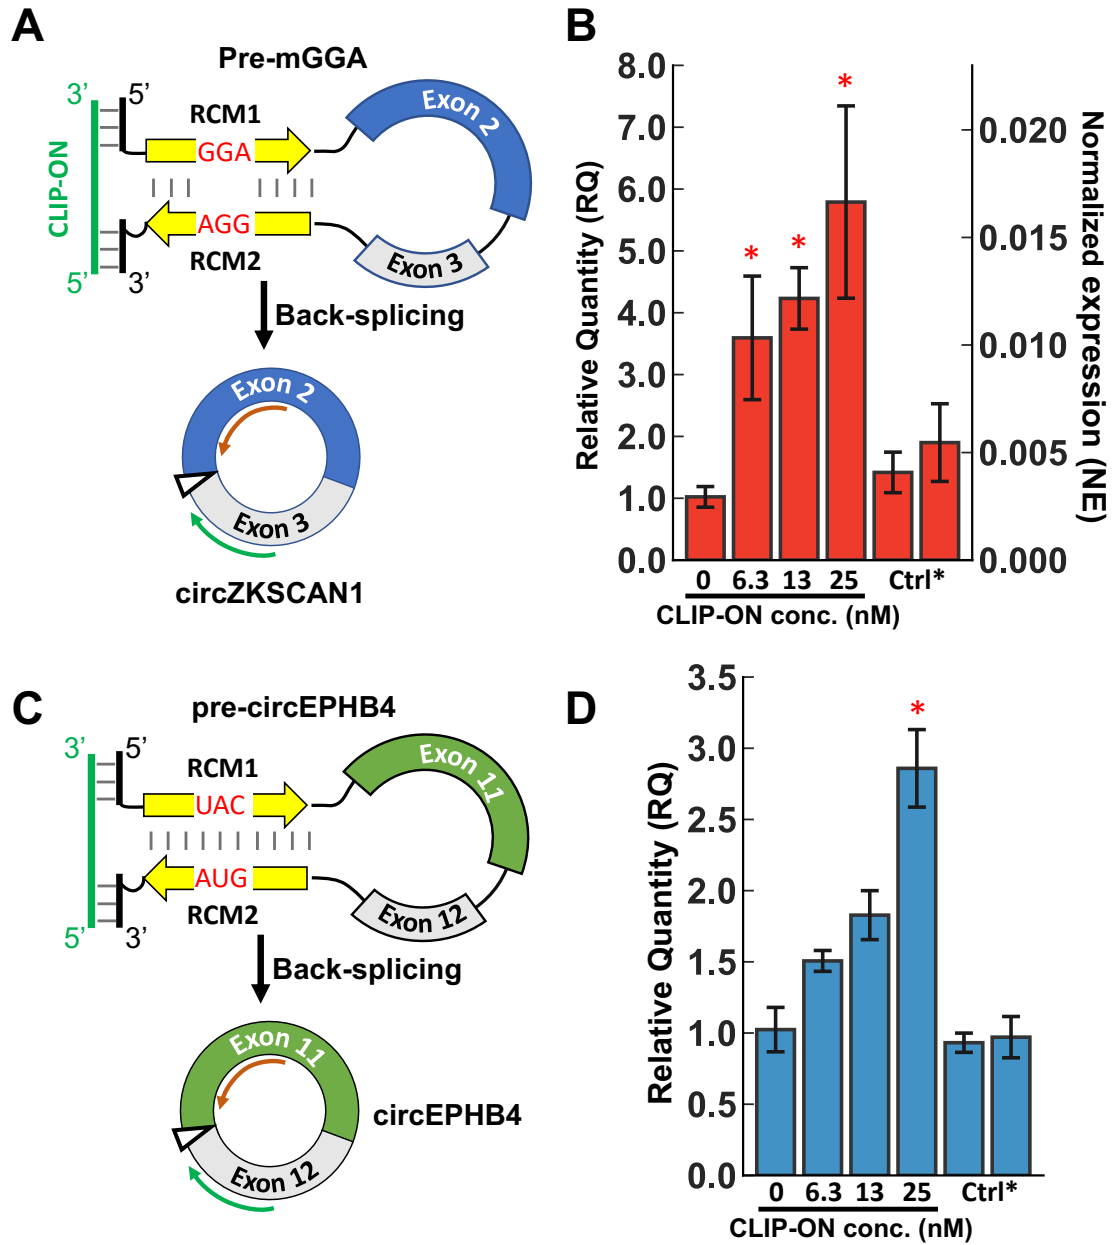 A
Pre-mGGA
3’ 5’
RCM1
GGA
Exon 2
CLIP-ON
AGG
RCM2
Exon 3
5’ 3’
Back-splicing
Exon 2
Exon 3
circZKSCAN1
B
8.0
7.0
6.0
5.0
4.0
3.0
2.0
1.0
0.0
Relative Quantity (RQ)
* * *
0.020
0.015
0.010
0.005
0.000
Normalized expression (NE)
0 6.3 13 25 Ctrl*
CLIP-ON conc. (nM)
C
pre-circEPHB4
3’ 5’
RCM1
UAC
Exon 11
AUG
RCM2
Exon 12
5’ 3’
Back-splicing
Exon 11
Exon 12
circEPHB4
D
3.5
3.0
2.5
2.0
1.5
1.0
0.5
0.0
Relative Quantity (RQ)
*
0 6.3 13 25 Ctrl*
CLIP-ON conc. (nM)